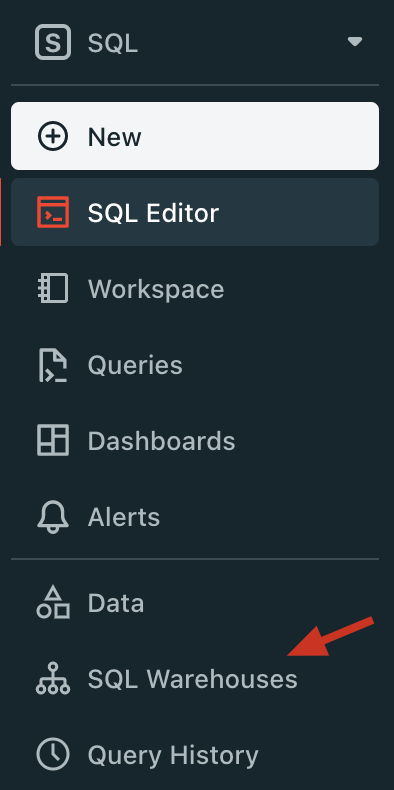 S SQL
New
SQL Editor
Workspace
Queries
Dashboards
Alerts
Data
SQL Warehouses
Query History